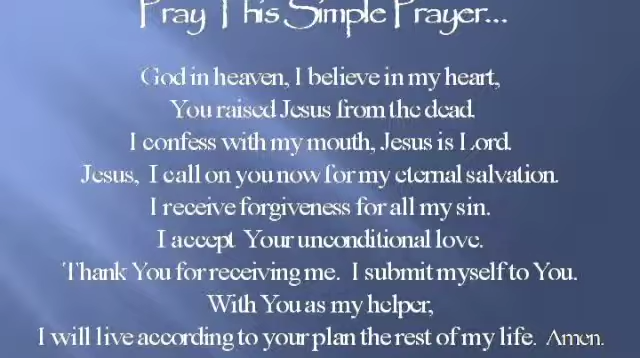 Pray This Simple Prayer...
God in heaven, I believe in my heart,
You raised Jesus from the dead.
I confess with my mouth, Jesus is Lord.
Jesus, I call on you now for my eternal salvation.
I receive forgiveness for all my sin.
I accept Your unconditional love.
Thank You for receiving me. I submit myself to You.
With You as my helper,
I will live according to your plan the rest of my life. Amen.